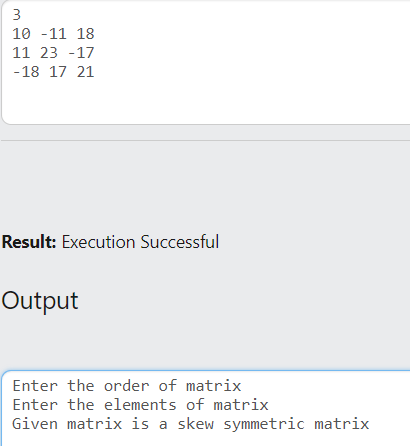 3
10 -11 18
11 23 -17
-18 17 21
Result: Execution Successful
Output
Enter the order of matrix
Enter the elements of matrix
Given matrix is a skew symmetric matrix